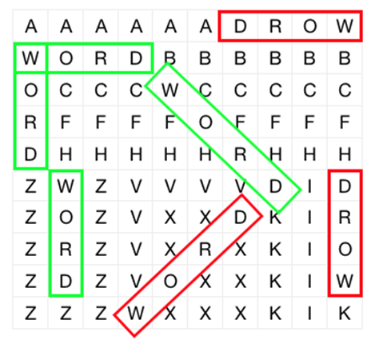 A A A A A A D R O W
W O R D B B B B B B
O C C C W C C C C C
R F F F F O F F F F
D H H H H H R H H H
Z W Z V V V V D I D
Z O Z V X X D K I R
Z R Z V X R X K I O
Z D Z V O X X K I W
Z Z Z W X X X K I K